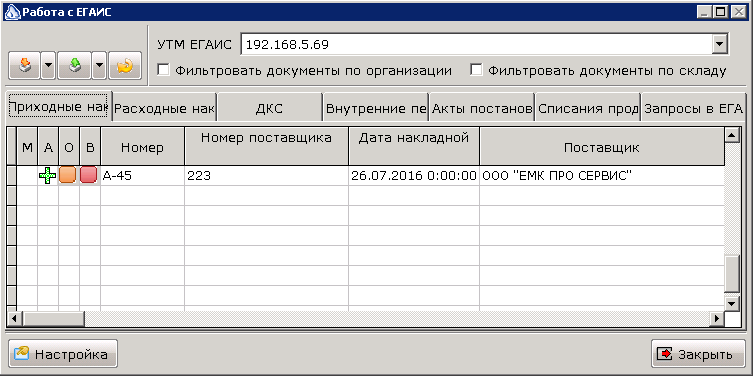 Работа с ЕГАИС
УТМ ЕГАИС 192.168.5.69
Фильтровать документы по организации Фильтровать документы по складу
Приходные нак Расходные нак ДКС Внутренние пе Акты постанов Списания прод Запросы в ЕГА
М А О В Номер Номер поставщика Дата накладной Поставщик
А-45 223 26.07.2016 0:00:00 ООО "ЕМК ПРО СЕРВИС"
Настройка Закрыть